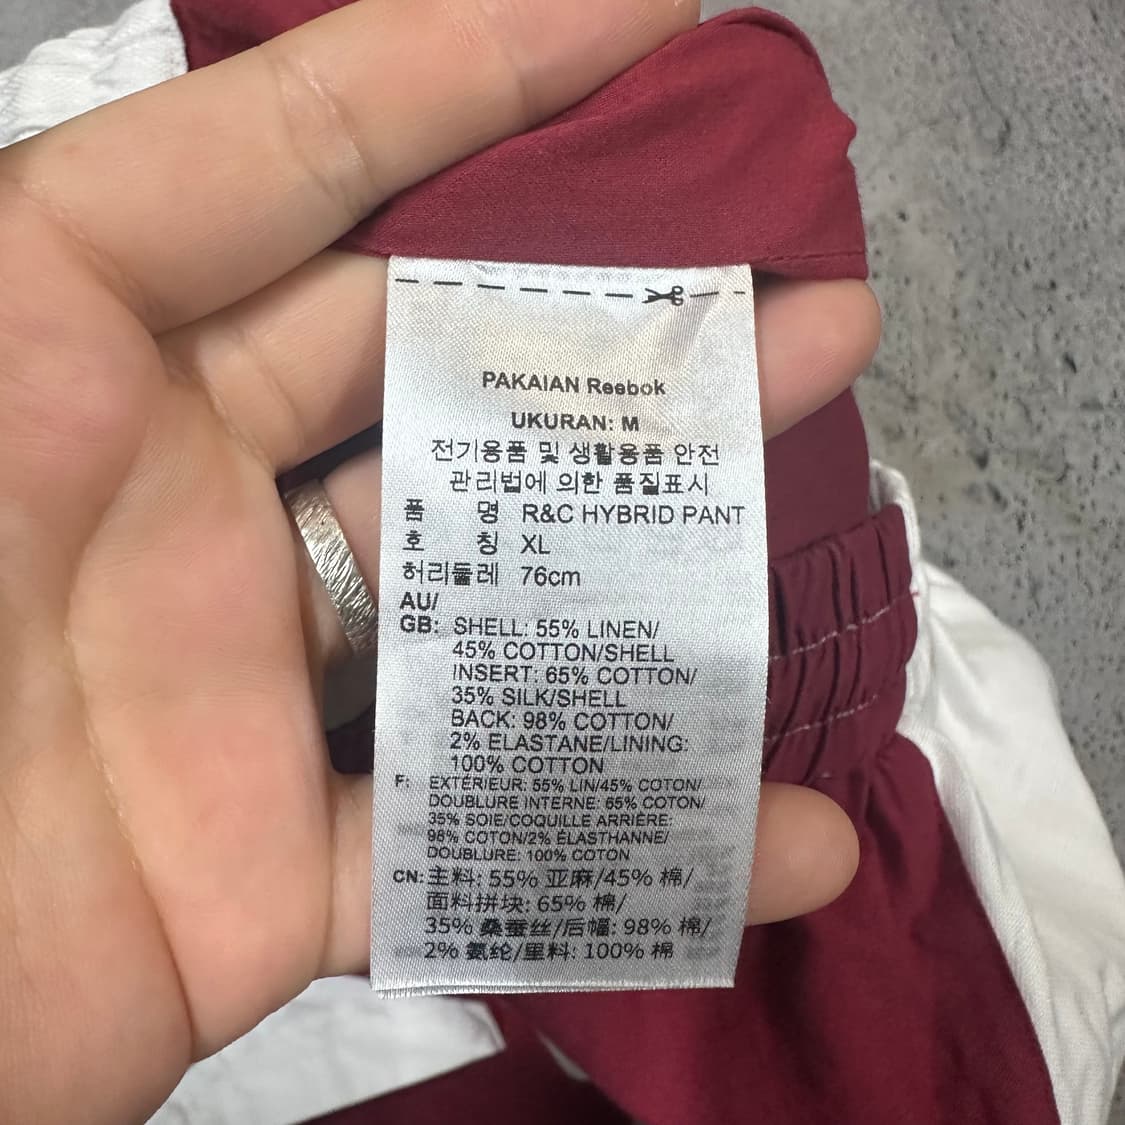 PAKAIAN Reebok
UKURAN: M
전기용품 및 생활용품 안전
관리법에 의한 품질표시
품 명 R&C HYBRID PANT
호 칭 XL
허리둘레 76cm
AU/
GB: SHELL: 55% LINEN/
45% COTTON/SHELL
INSERT: 65% COTTON/
35% SILK/SHELL
BACK: 98% COTTON/
2% ELASTANE/LINING:
100% COTTON
F: EXTÉRIEUR: 55% LIN/45% COTON/
DOUBLURE INTERNE: 65% COTON/
35% SOIE/COQUILLE ARRIÈRE:
98% COTON/2% ÉLASTHANNE/
DOUBLURE: 100% COTON
CN: 主料: 55% 亚麻/45% 棉/
面料拼块: 65% 棉/
35% 桑蚕丝/后幅: 98% 棉/
2% 氨纶/里料: 100% 棉